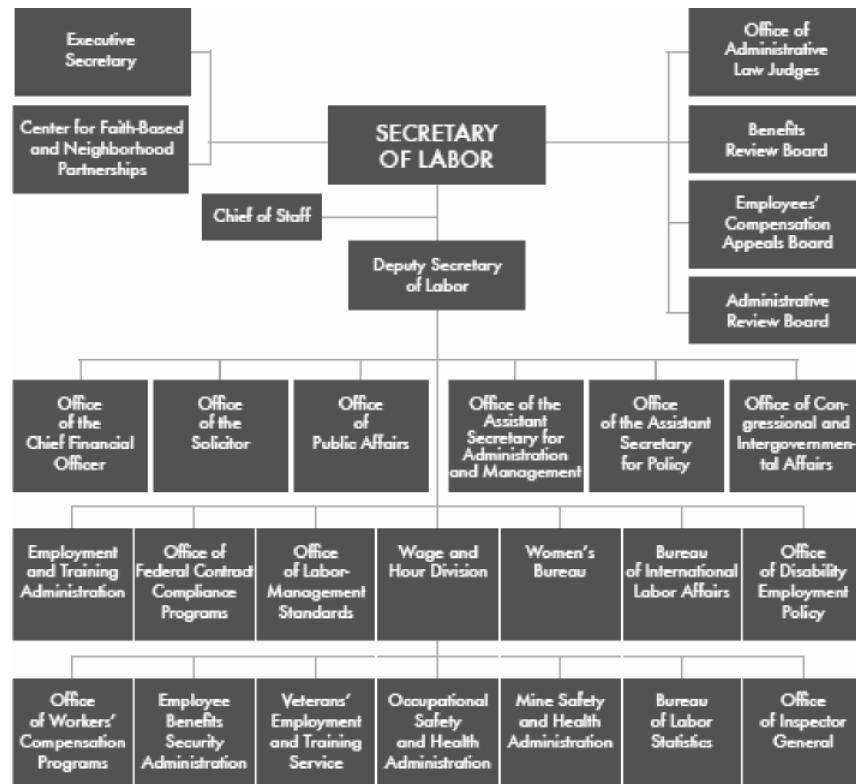 Executive
Secretary
Center for Faith-Based
and Neighborhood
Partnerships
SECRETARY
OF LABOR
Office of
Administrative
Law Judges
Benefits
Review Board
Employees'
Compensation
Appeals Board
Administrative
Review Board
Chief of Staff
Deputy Secretary
of Labor
Office
of the
Chief Financial
Officer
Office
of the
Solicitor
Office
of
Public Affairs
Office of the
Assistant
Secretary for
Administration
and Management
Office
of the Assistant
Secretary
for Policy
Office of Con-
gressional and
Intergovernmen-
tal Affairs
Employment
and Training
Administration
Office of
Federal Contract
Compliance
Programs
Office
of Labor-
Management
Standards
Wage and
Hour Division
Women's
Bureau
Bureau
of International
Labor Affairs
Office
of Disability
Employment
Policy
Office
of Workers'
Compensation
Programs
Employee
Benefits
Security
Administration
Veterans'
Employment
and Training
Service
Occupational
Safety
and Health
Administration
Mine Safety
and Health
Administration
Bureau
of Labor
Statistics
Office
of Inspector
General